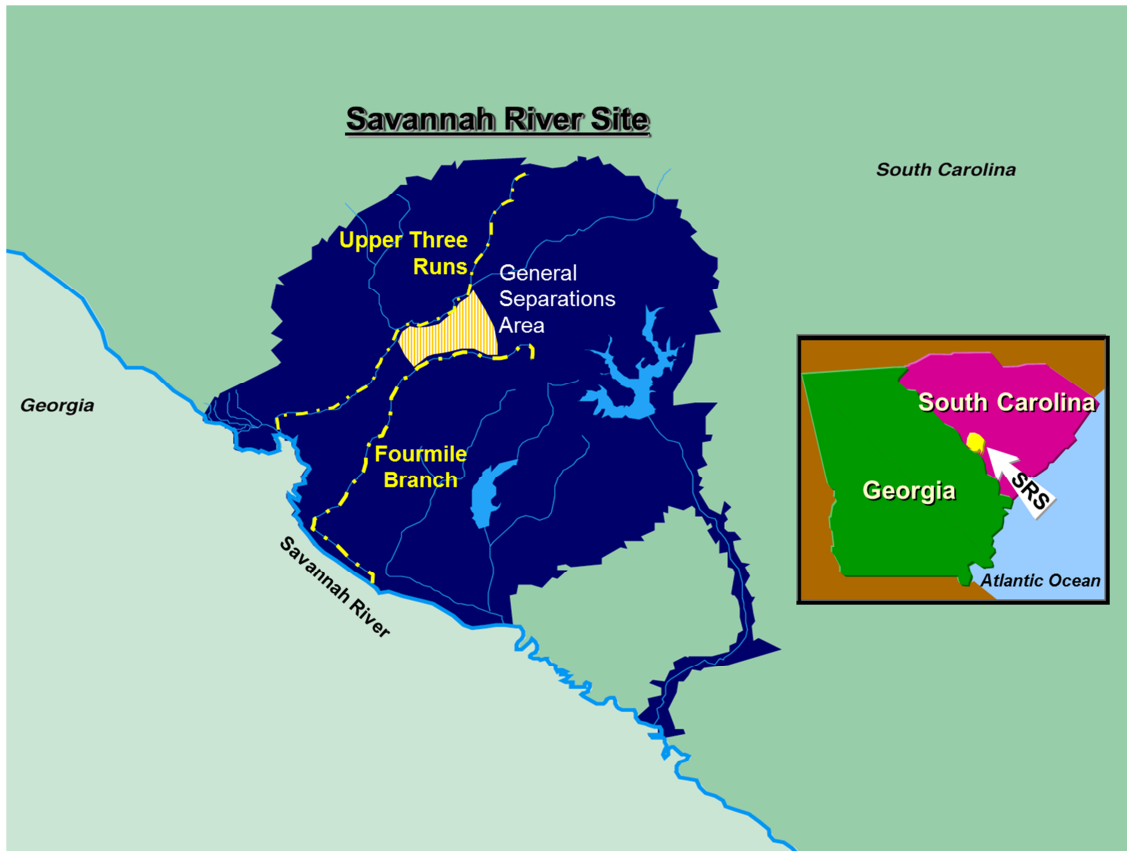 Savannah River Site
South Carolina
Upper Three
Runs
General
Separations
Area
Georgia
Fourmile
Branch
Savannah River
South Carolina
Georgia
SRS
Atlantic Ocean